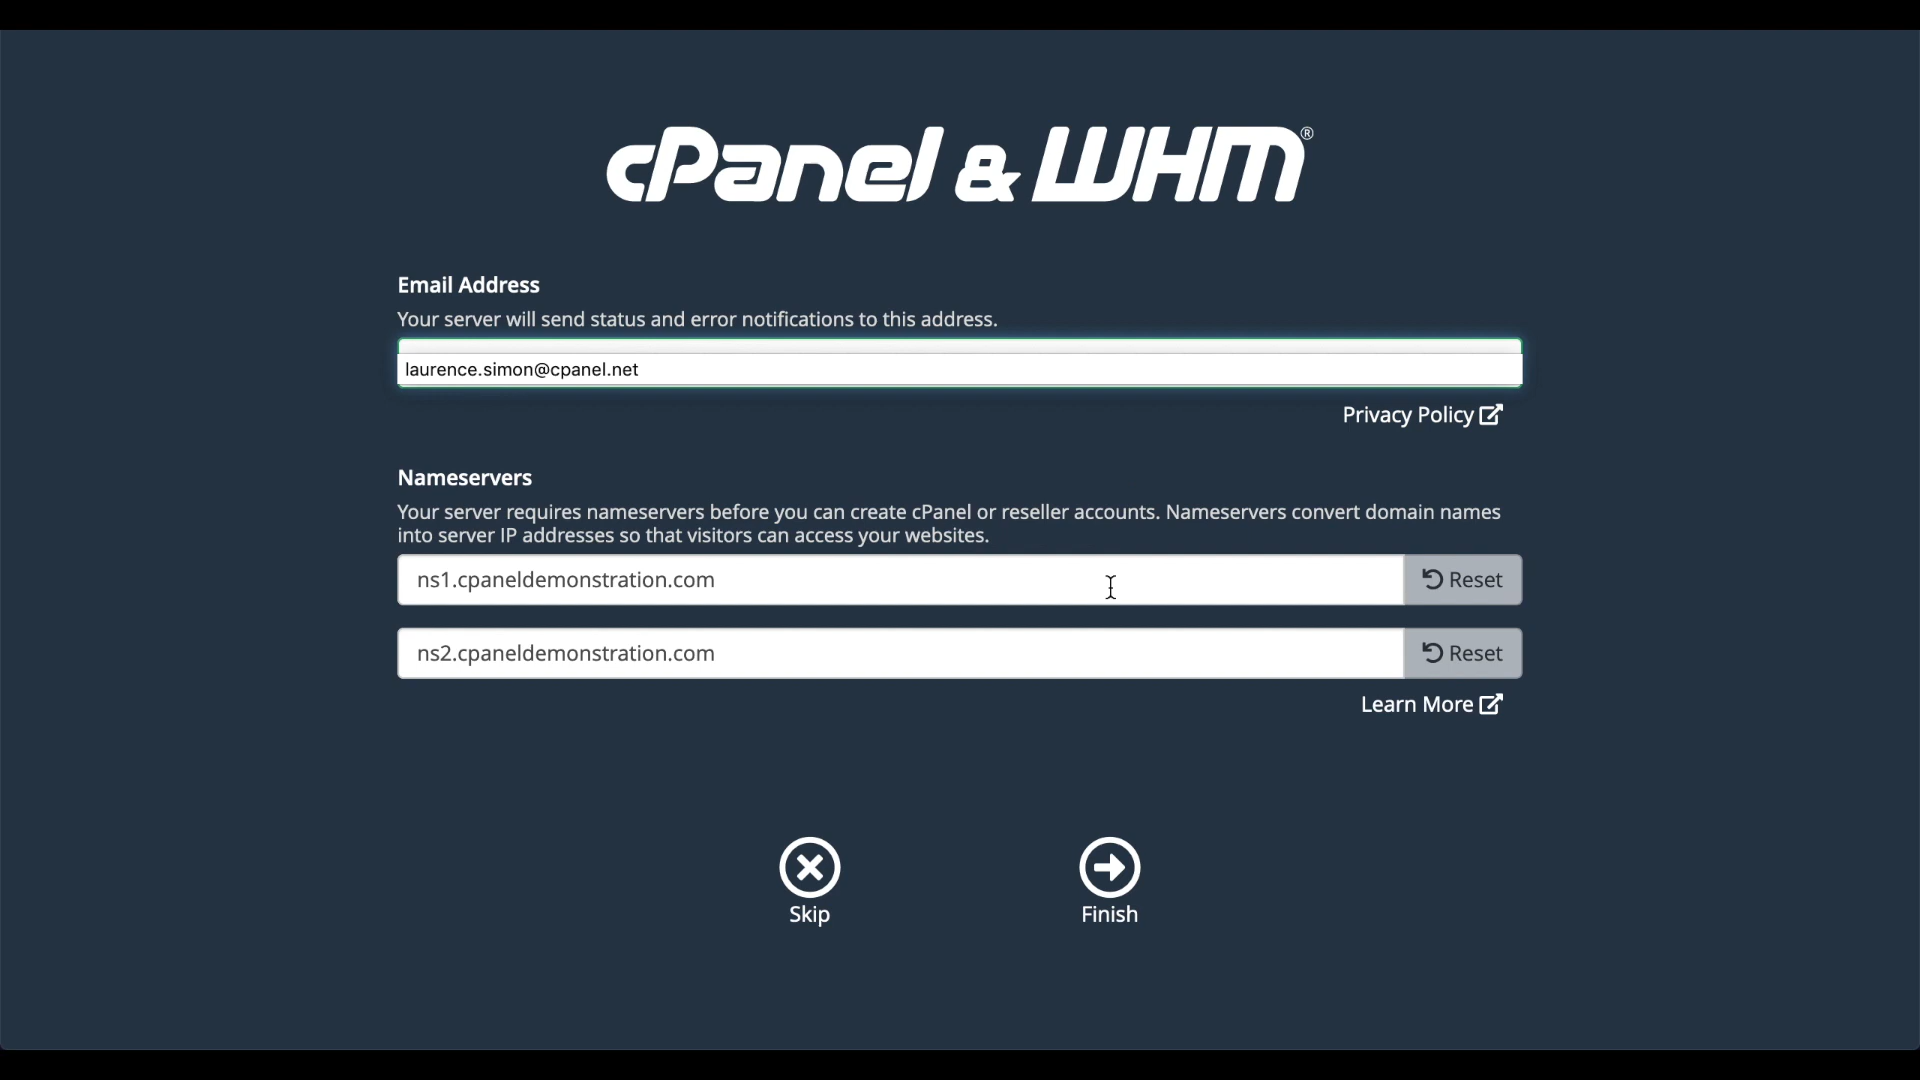 cPanel & WHM®
Email Address
Your server will send status and error notifications to this address.
laurence.simon@cpanel.net
Privacy Policy
Nameservers
Your server requires nameservers before you can create cPanel or reseller accounts. Nameservers convert domain names
into server IP addresses so that visitors can access your websites.
ns1.cpaneldemonstration.com Reset
ns2.cpaneldemonstration.com Reset
Learn More
Skip Finish